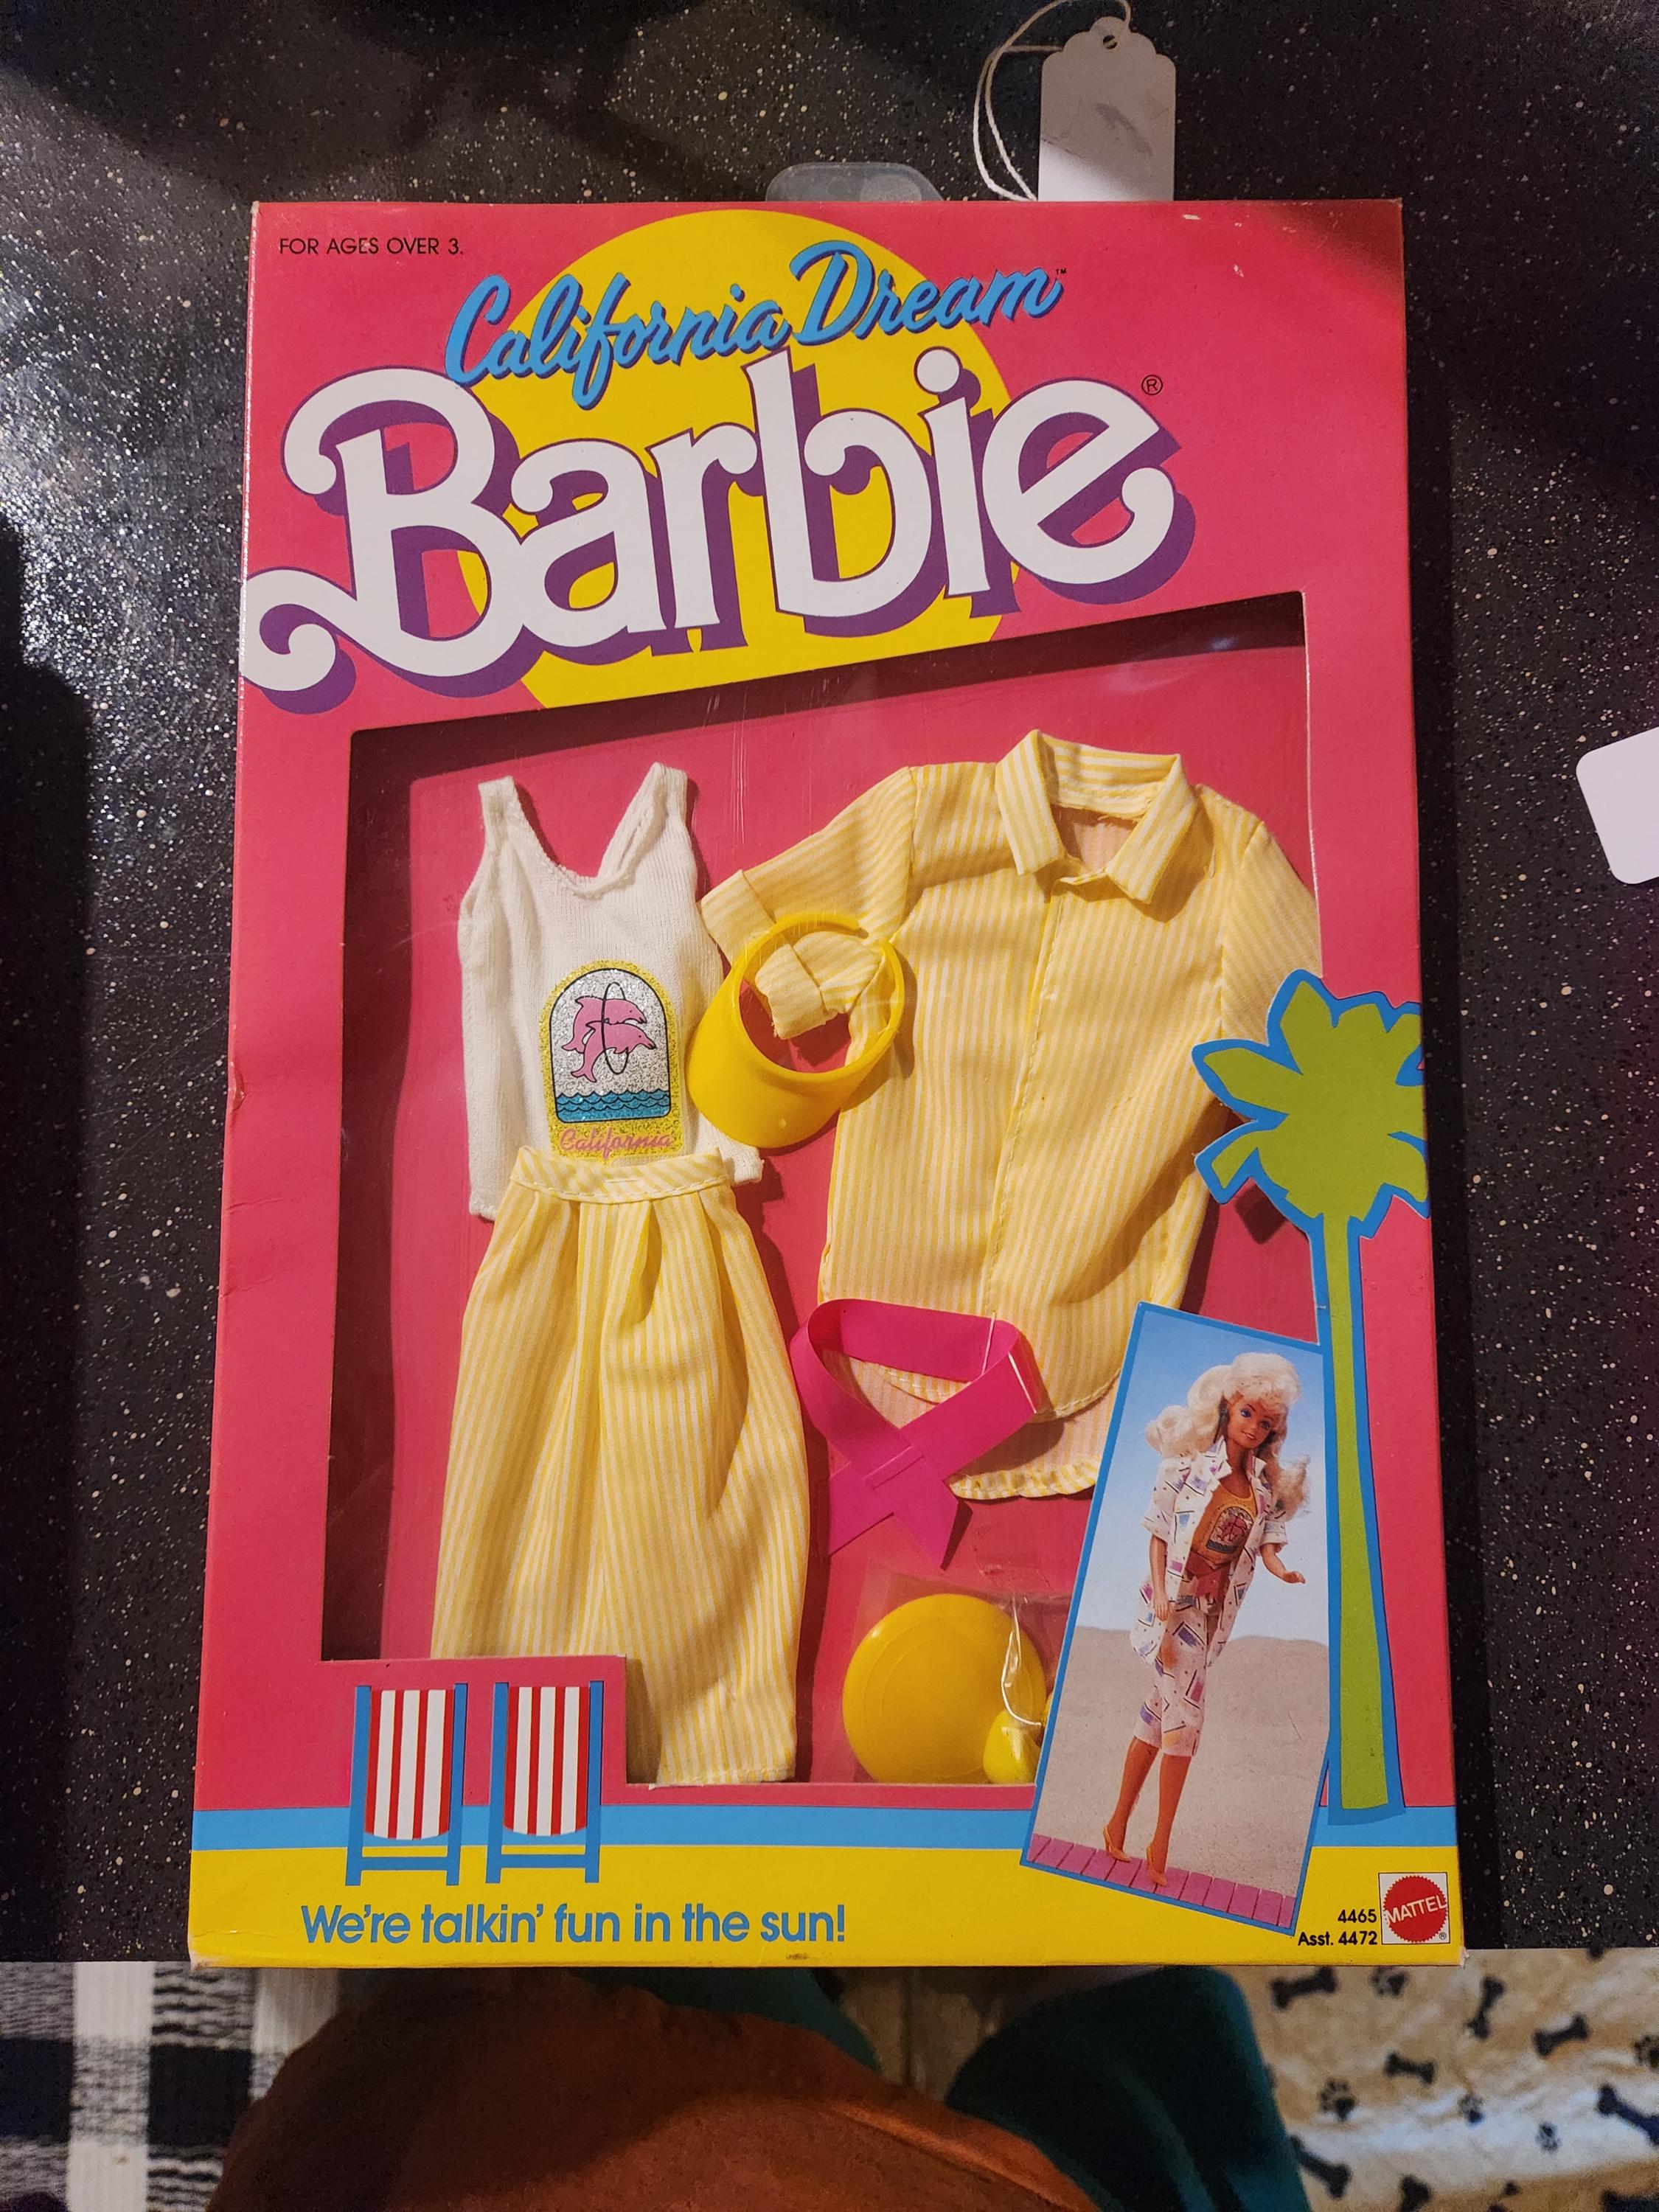 FOR AGES OVER 3.
California Dream™
Barbie®
California
We're talkin' fun in the sun!
4465
Asst. 4472
MATTEL®